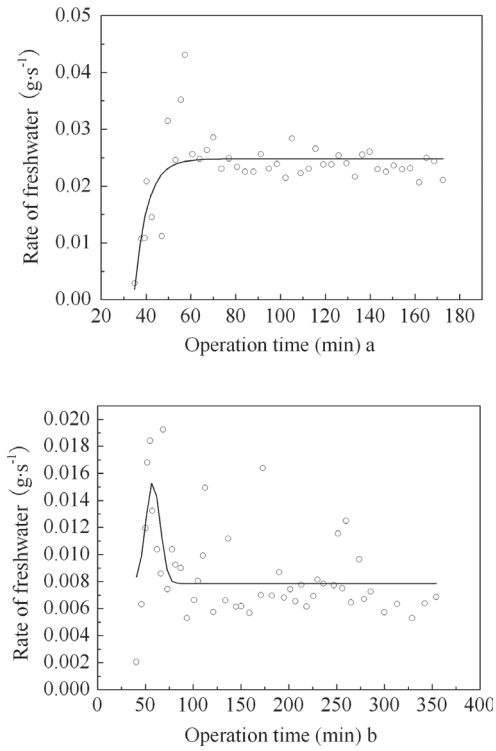 0.05
0.04
0.03
0.02
0.01
0.00
Rate of freshwater (g·s⁻¹)
20 40 60 80 100 120 140 160 180
Operation time (min) a
0.020
0.018
0.016
0.014
0.012
0.010
0.008
0.006
0.004
0.002
0.000
Rate of freshwater (g·s⁻¹)
0 50 100 150 200 250 300 350 400
Operation time (min) b